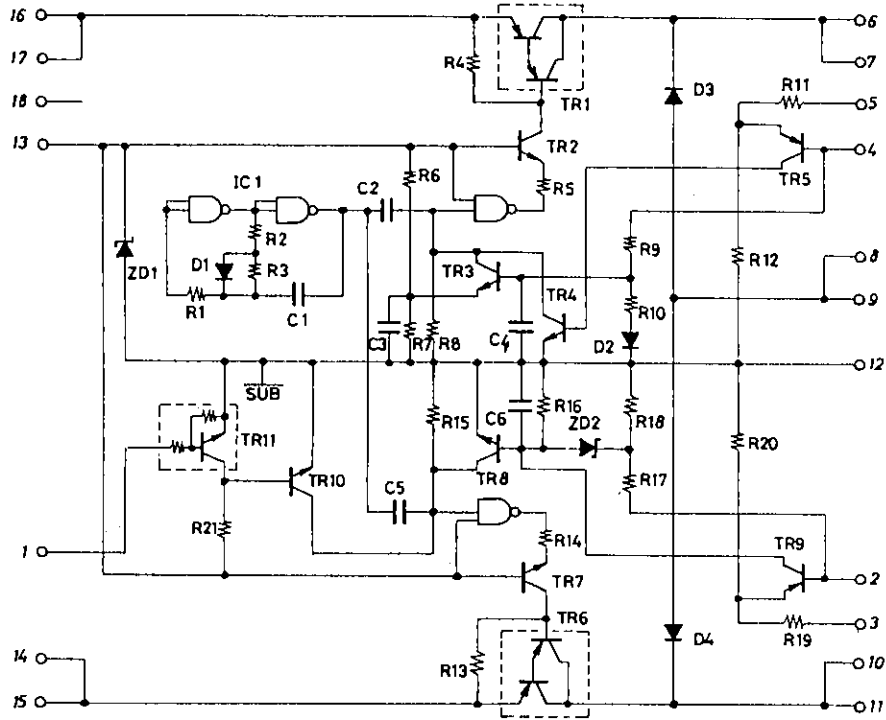 16 6
R4
17 7
TR1 D3 R11
18 5
13 TR2 4
R6 TR5
IC1 C2 R5
R2 R9
8
D1 R3 TR3 TR4 R12
ZD1 R10 9
R1 C1
C3 R7 R8 C4 D2
12
SUB
R16 R18
R15 C6 ZD2 R20
TR11
TR8 R17
TR10 C5
R21 TR9
R14
1 2
TR7
TR6 3
R19
14 R13 D4 10
15 11